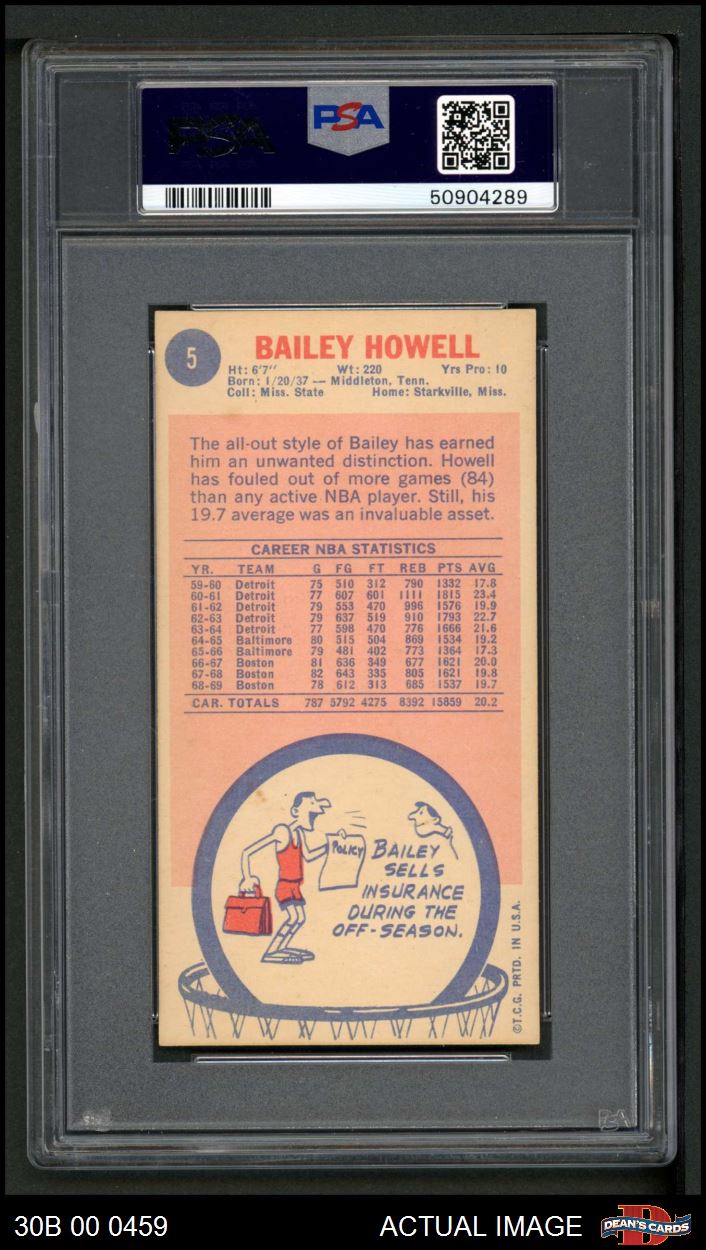 PSA
PSA
50904289
5
BAILEY HOWELL
Ht: 6'7" Wt: 220 Yrs Pro: 10
Born: 1/20/37 — Middleton, Tenn.
Coll: Miss. State Home: Starkville, Miss.
The all-out style of Bailey has earned
him an unwanted distinction. Howell
has fouled out of more games (84)
than any active NBA player. Still, his
19.7 average was an invaluable asset.
CAREER NBA STATISTICS
YR. TEAM G FG FT REB PTS AVG
59-60 Detroit 75 510 312 790 1332 17.8
60-61 Detroit 77 607 601 1111 1815 23.4
61-62 Detroit 79 553 470 996 1576 19.9
62-63 Detroit 79 637 519 910 1793 22.7
63-64 Detroit 77 598 470 776 1666 21.6
64-65 Baltimore 80 515 504 869 1534 19.2
65-66 Baltimore 79 481 402 773 1364 17.3
66-67 Boston 81 636 349 677 1621 20.0
67-68 Boston 82 643 335 805 1621 19.8
68-69 Boston 78 612 313 685 1537 19.7
CAR. TOTALS 787 5792 4275 8392 15859 20.2
POLICY
BAILEY
SELLS
INSURANCE
DURING THE
OFF-SEASON.
©T.C.G. PRTD. IN U.S.A.
PSA
30B 00 0459 ACTUAL IMAGE
D
DEAN'S CARDS